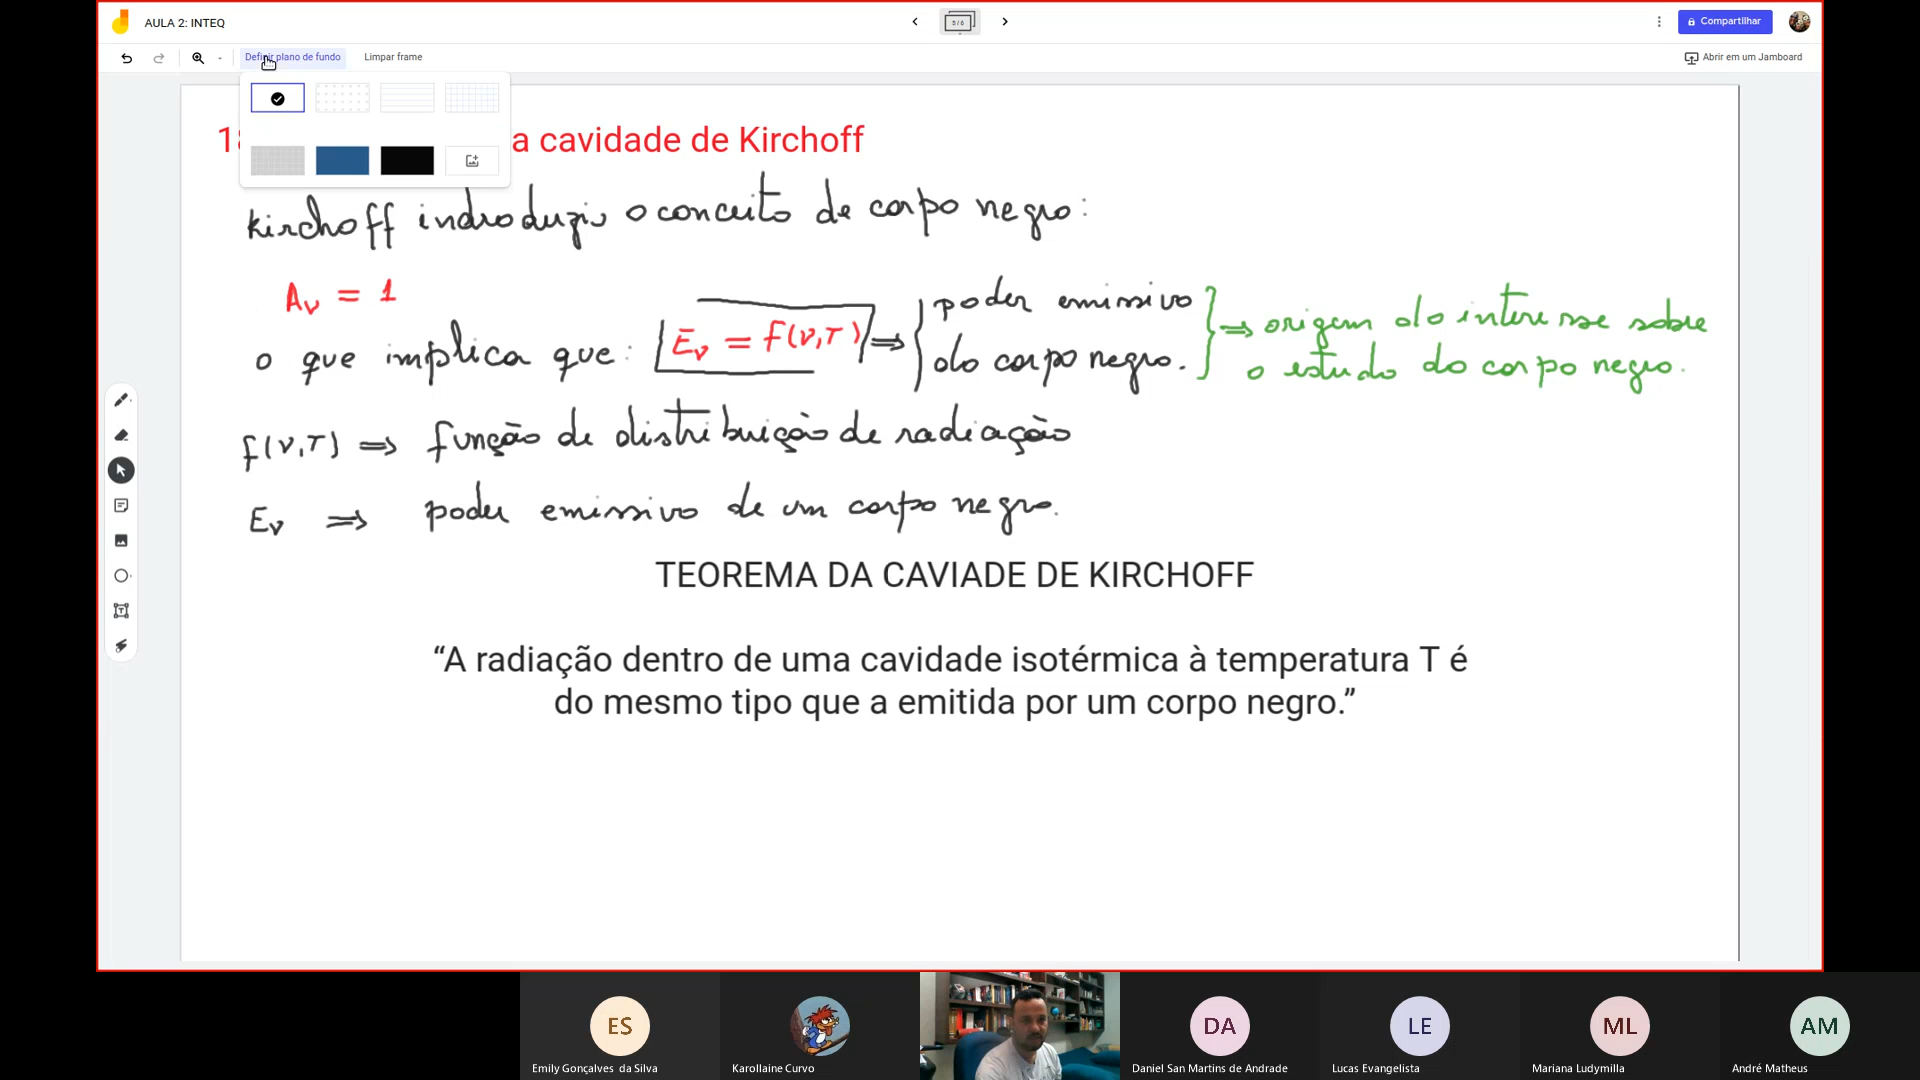 AULA 2: INTEQ
5 / 6
Compartilhar
Definir plano de fundo
Limpar frame
Abrir em um Jamboard
a cavidade de Kirchoff
Kirchoff introduziu o conceito de corpo negro:
Aν = 1
o que implica que: Eν = f(ν,T) ⇒ { poder emissivo do corpo negro. } ⇒ origem do interesse sobre o estudo do corpo negro.
f(ν,T) ⇒ função de distribuição de radiação
Eν ⇒ poder emissivo de um corpo negro.
TEOREMA DA CAVIADE DE KIRCHOFF
“A radiação dentro de uma cavidade isotérmica à temperatura T é
do mesmo tipo que a emitida por um corpo negro.”
ES
DA
LE
ML
AM
Emily Gonçalves da Silva
Karollaine Curvo
Daniel San Martins de Andrade
Lucas Evangelista
Mariana Ludymilla
André Matheus